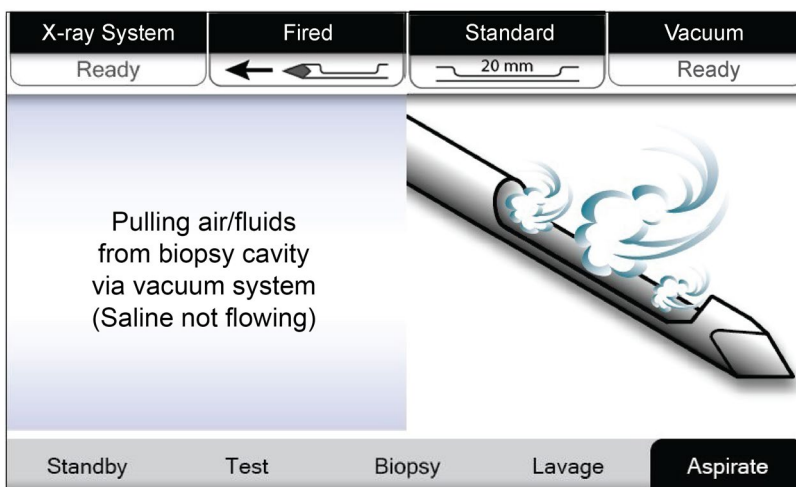 X-ray System
Fired
Standard
Vacuum
Ready
20 mm
Ready
Pulling air/fluids
from biopsy cavity
via vacuum system
(Saline not flowing)
Standby
Test
Biopsy
Lavage
Aspirate